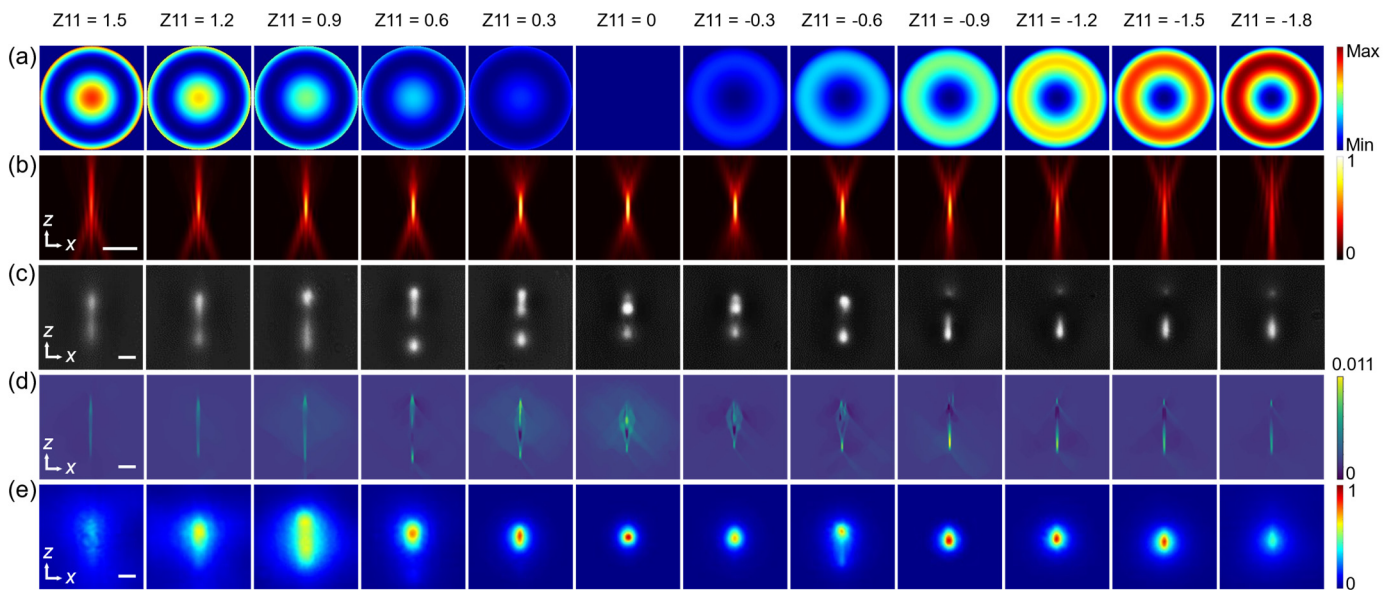 Z11 = 1.5 Z11 = 1.2 Z11 = 0.9 Z11 = 0.6 Z11 = 0.3 Z11 = 0 Z11 = -0.3 Z11 = -0.6 Z11 = -0.9 Z11 = -1.2 Z11 = -1.5 Z11 = -1.8
(a)
Max
Min
(b)
1
z
x
0
(c)
z
x
0.011
(d)
z
x
0
(e)
1
z
x
0